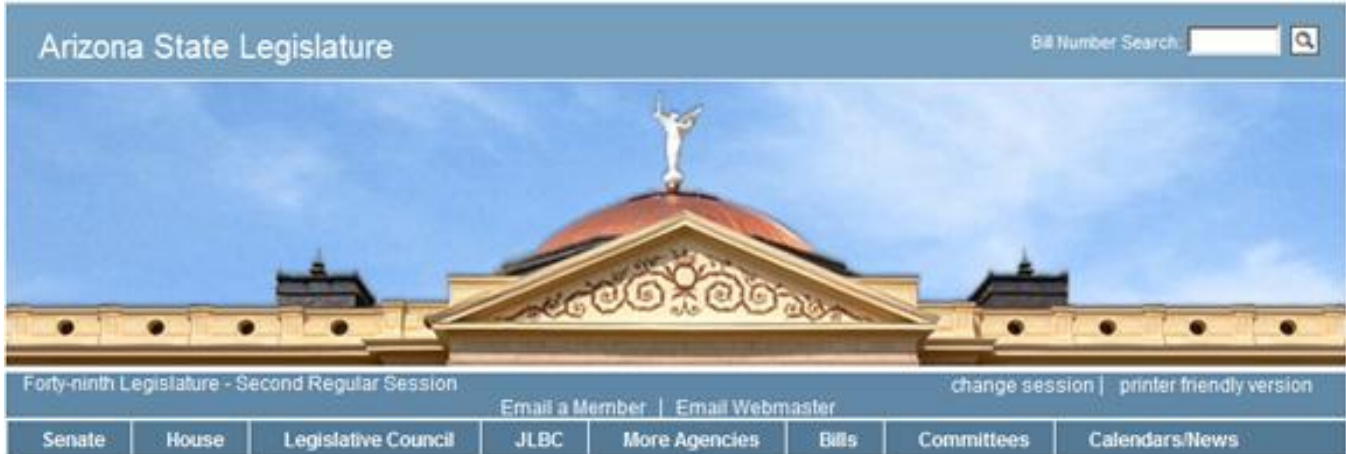 Arizona State Legislature
Bill Number Search:
Forty-ninth Legislature - Second Regular Session
change session | printer friendly version
Email a Member | Email Webmaster
Senate House Legislative Council JLBC More Agencies Bills Committees Calendars/News